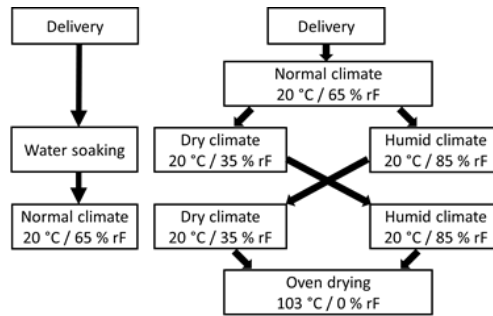 Delivery
Water soaking
Normal climate
20 °C / 65 % rF
Delivery
Normal climate
20 °C / 65 % rF
Dry climate
20 °C / 35 % rF
Humid climate
20 °C / 85 % rF
Dry climate
20 °C / 35 % rF
Humid climate
20 °C / 85 % rF
Oven drying
103 °C / 0 % rF